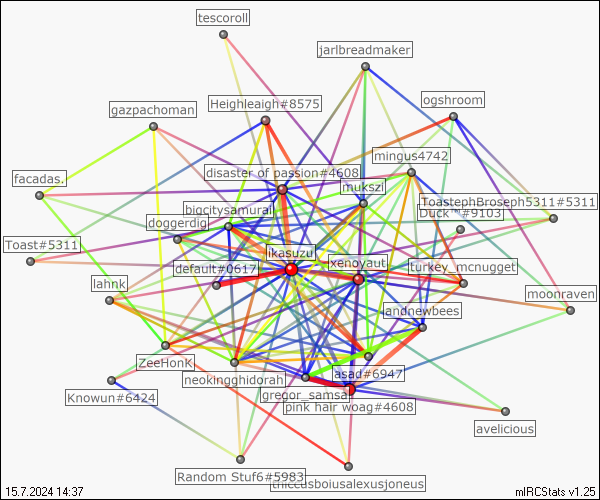 tescoroll
jarlbreadmaker
ogshroom
Heighleaigh#8575
gazpachoman
mingus4742
disaster of passion#4608
facadas.
mukszi
ToastephBroseph5311#5311
Duck™#9103
bigcitysamurai
doggerdig
Toast#5311
ikasuzu
xenoyaut
default#0617
turkey_mcnugget
lahnk
moonraven
andnewbees
ZeeHonk
asad#6947
neokingghidorah
gregor_samsa
Knowun#6424
pink hair woag#4608
avelicious
Random Stuf6#5983
thiccusboiusalexusjoneus
15.7.2024 14:37
mIRCStats v1.25